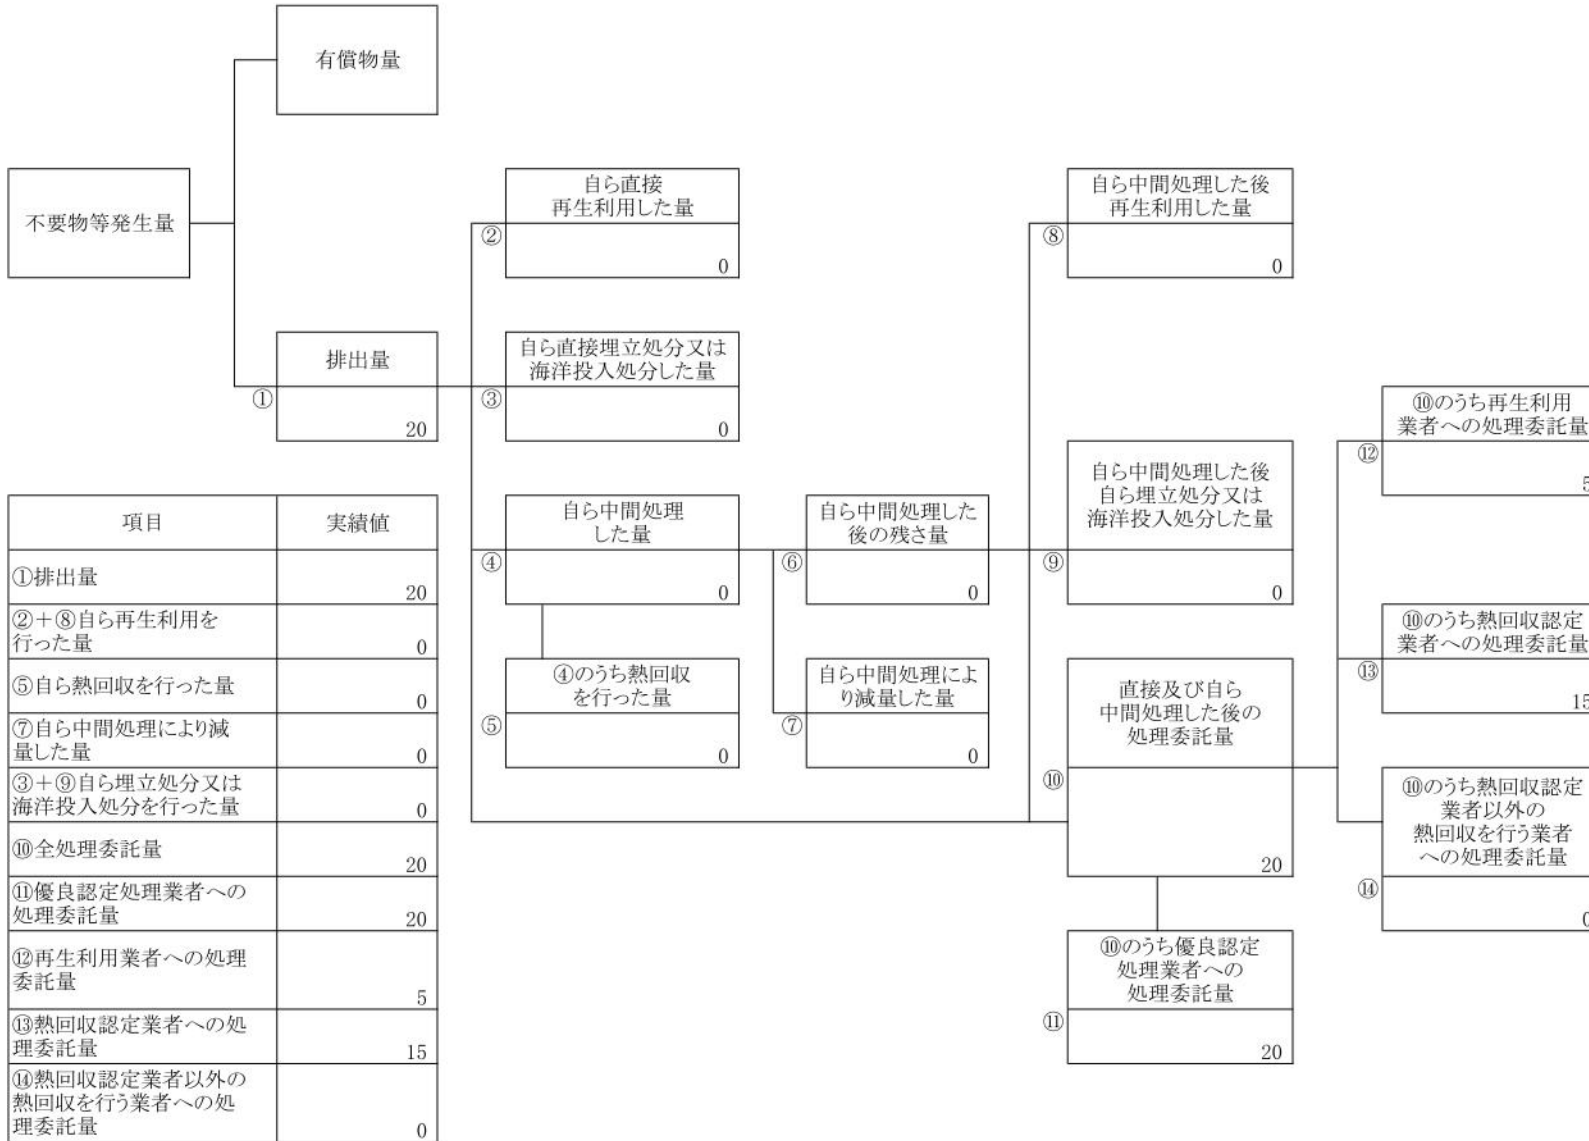 有償物量
不要物等発生量
排出量
①
20
自ら直接
再生利用した量
②
0
自ら直接埋立処分又は
海洋投入処分した量
③
0
自ら中間処理
した量
④
0
④のうち熱回収
を行った量
⑤
0
自ら中間処理した
後の残さ量
⑥
0
自ら中間処理によ
り減量した量
⑦
0
自ら中間処理した後
再生利用した量
⑧
0
自ら中間処理した後
自ら埋立処分又は
海洋投入処分した量
⑨
0
直接及び自ら
中間処理した後の
処理委託量
⑩
20
⑩のうち優良認定
処理業者への
処理委託量
⑪
20
⑩のうち再生利用
業者への処理委託量
⑫
5
⑩のうち熱回収認定
業者への処理委託量
⑬
15
⑩のうち熱回収認定
業者以外の
熱回収を行う業者
への処理委託量
⑭
0
項目 実績値
①排出量
20
②＋⑧自ら再生利用を
行った量
0
⑤自ら熱回収を行った量
0
⑦自ら中間処理により減
量した量
0
③＋⑨自ら埋立処分又は
海洋投入処分を行った量
0
⑩全処理委託量
20
⑪優良認定処理業者への
処理委託量
20
⑫再生利用業者への処理
委託量
5
⑬熱回収認定業者への処
理委託量
15
⑭熱回収認定業者以外の
熱回収を行う業者への処
理委託量
0